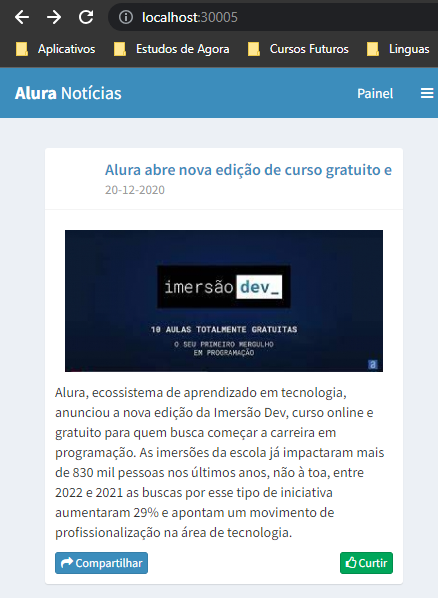 localhost:30005
Aplicativos Estudos de Agora Cursos Futuros Linguas
Alura Notícias Painel
Alura abre nova edição de curso gratuito e
20-12-2020
imersão dev_
10 AULAS TOTALMENTE GRATUITAS
O SEU PRIMEIRO MERGULHO
EM PROGRAMAÇÃO
a
Alura, ecossistema de aprendizado em tecnologia,
anunciou a nova edição da Imersão Dev, curso online e
gratuito para quem busca começar a carreira em
programação. As imersões da escola já impactaram mais
de 830 mil pessoas nos últimos anos, não à toa, entre
2022 e 2021 as buscas por esse tipo de iniciativa
aumentaram 29% e apontam um movimento de
profissionalização na área de tecnologia.
Compartilhar Curtir